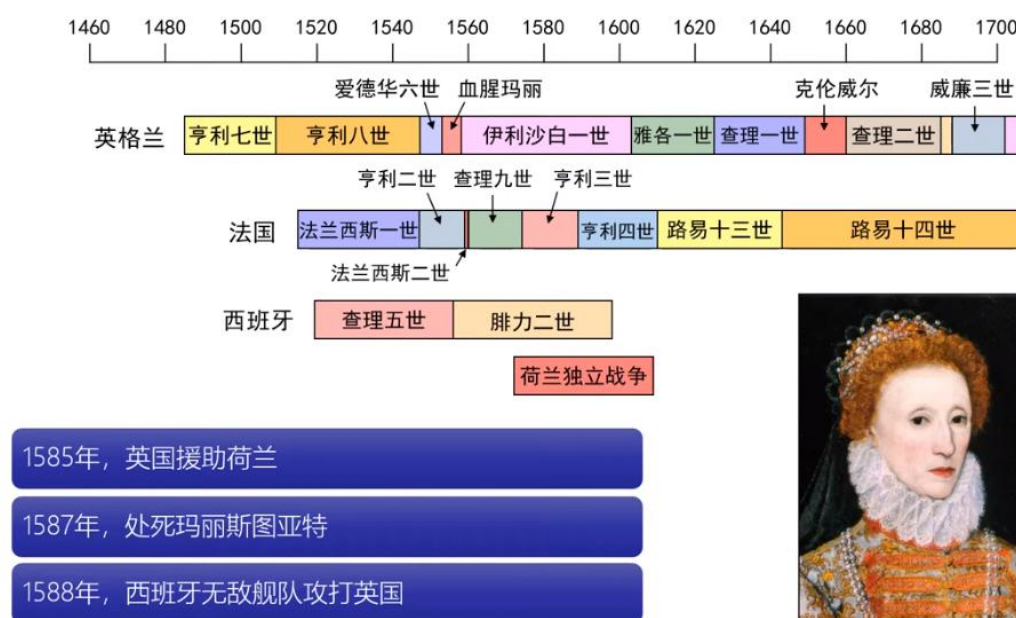 1460 1480 1500 1520 1540 1560 1580 1600 1620 1640 1660 1680 1700
爱德华六世 血腥玛丽 克伦威尔 威廉三世
英格兰 亨利七世 亨利八世 伊利沙白一世 雅各一世 查理一世 查理二世
亨利二世 查理九世 亨利三世
法国 法兰西斯一世 亨利四世 路易十三世 路易十四世
法兰西斯二世
西班牙 查理五世 腓力二世
荷兰独立战争
1585年，英国援助荷兰
1587年，处死玛丽斯图亚特
1588年，西班牙无敌舰队攻打英国